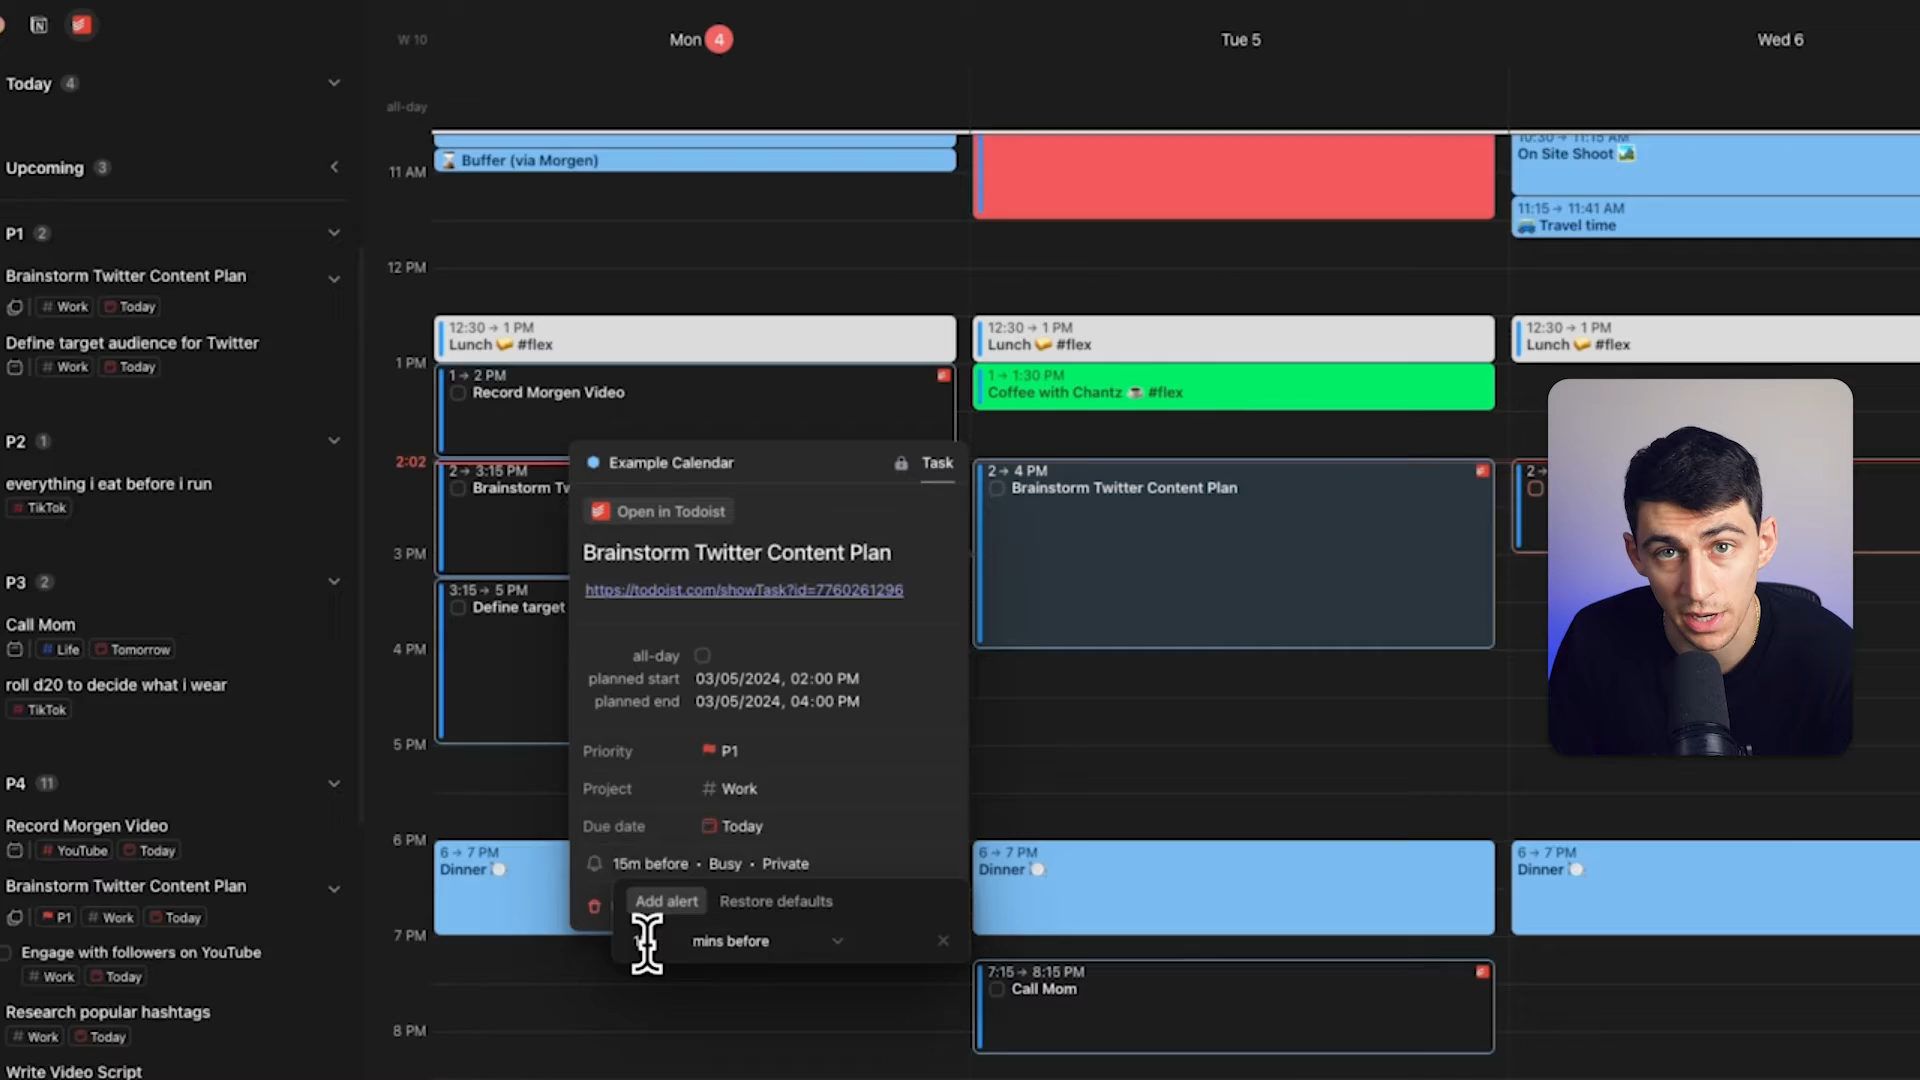 W 10
Mon 4
Tue 5
Wed 6
Today 4
Upcoming 3
P1 2
Brainstorm Twitter Content Plan
# Work Today
Define target audience for Twitter
# Work Today
P2 1
everything i eat before i run
# TikTok
P3 2
Call Mom
# Life Tomorrow
roll d20 to decide what i wear
# TikTok
P4 11
Record Morgen Video
# YouTube Today
Brainstorm Twitter Content Plan
P1 # Work Today
Engage with followers on YouTube
# Work Today
Research popular hashtags
# Work Today
Write Video Script
all-day
11 AM
12 PM
1 PM
2:02
3 PM
4 PM
5 PM
6 PM
7 PM
8 PM
Buffer (via Morgen)
12:30 → 1 PM
Lunch 🥪 #flex
1 → 2 PM
Record Morgen Video
2 → 3:15 PM
Brainstorm Tw
3:15 → 5 PM
Define target
6 → 7 PM
Dinner 🍽️
Example Calendar
Task
Open in Todoist
Brainstorm Twitter Content Plan
https://todoist.com/showTask?id=7760261296
all-day
planned start 03/05/2024, 02:00 PM
planned end 03/05/2024, 04:00 PM
Priority P1
Project # Work
Due date Today
15m before • Busy • Private
Add alert Restore defaults
mins before
12:30 → 1 PM
Lunch 🥪 #flex
1 → 1:30 PM
Coffee with Chantz ☕ #flex
2 → 4 PM
Brainstorm Twitter Content Plan
6 → 7 PM
Dinner 🍽️
7:15 → 8:15 PM
Call Mom
10:30 → 11:15 AM
On Site Shoot 🏞️
11:15 → 11:41 AM
🚙 Travel time
12:30 → 1 PM
Lunch 🥪 #flex
2 →
6 → 7 PM
Dinner 🍽️